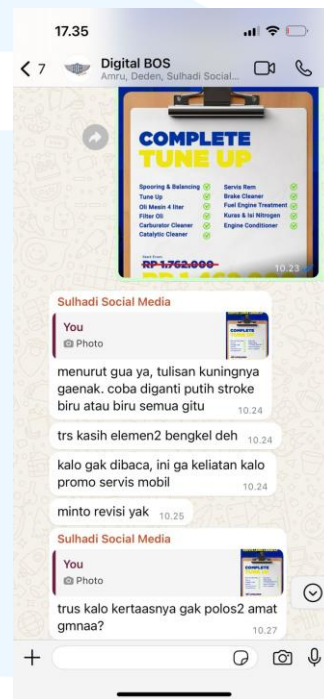 17.35
7
Digital BOS
Amru, Deden, Sulhadi Social...
COMPLETE
TUNE UP
Spooring & Balancing
Tune Up
Oli Mesin 4 liter
Filter Oli
Carburator Cleaner
Catalytic Cleaner
Servis Rem
Brake Cleaner
Fuel Engine Treatment
Kuras & Isi Nitrogen
Engine Conditioner
RP 1.762.000
10.23
Sulhadi Social Media
You
Photo
menurut gua ya, tulisan kuningnya
gaenak. coba diganti putih stroke
biru atau biru semua gitu
10.24
trs kasih elemen2 bengkel deh
10.24
kalo gak dibaca, ini ga keliatan kalo
promo servis mobil
10.24
minto revisi yak
10.25
Sulhadi Social Media
You
Photo
trus kalo kertaasnya gak polos2 amat
gmnaa?
10.27